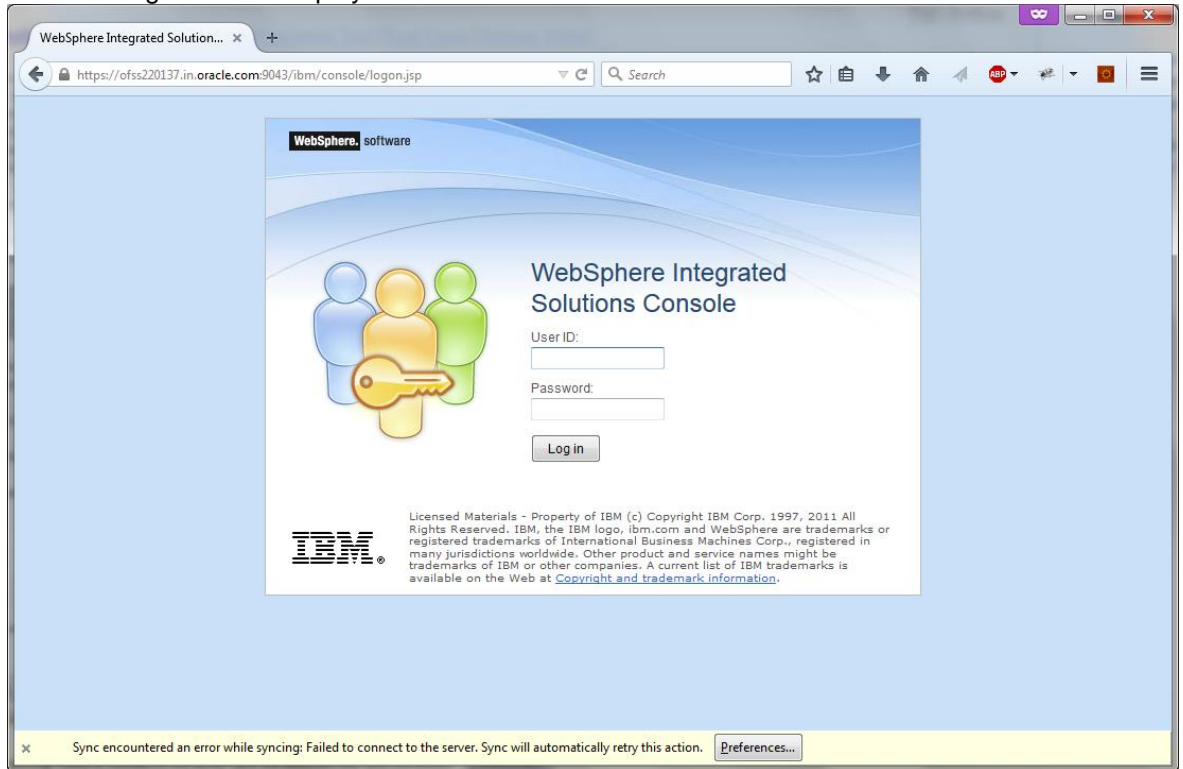 WebSphere Integrated Solution... × +
https://ofss220137.in.oracle.com:9043/ibm/console/logon.jsp
Search
ABP
WebSphere. software
WebSphere Integrated
Solutions Console
User ID:
Password:
Log in
IBM®
Licensed Materials - Property of IBM (c) Copyright IBM Corp. 1997, 2011 All
Rights Reserved. IBM, the IBM logo, ibm.com and WebSphere are trademarks or
registered trademarks of International Business Machines Corp., registered in
many jurisdictions worldwide. Other product and service names might be
trademarks of IBM or other companies. A current list of IBM trademarks is
available on the Web at Copyright and trademark information.
× Sync encountered an error while syncing: Failed to connect to the server. Sync will automatically retry this action. Preferences...